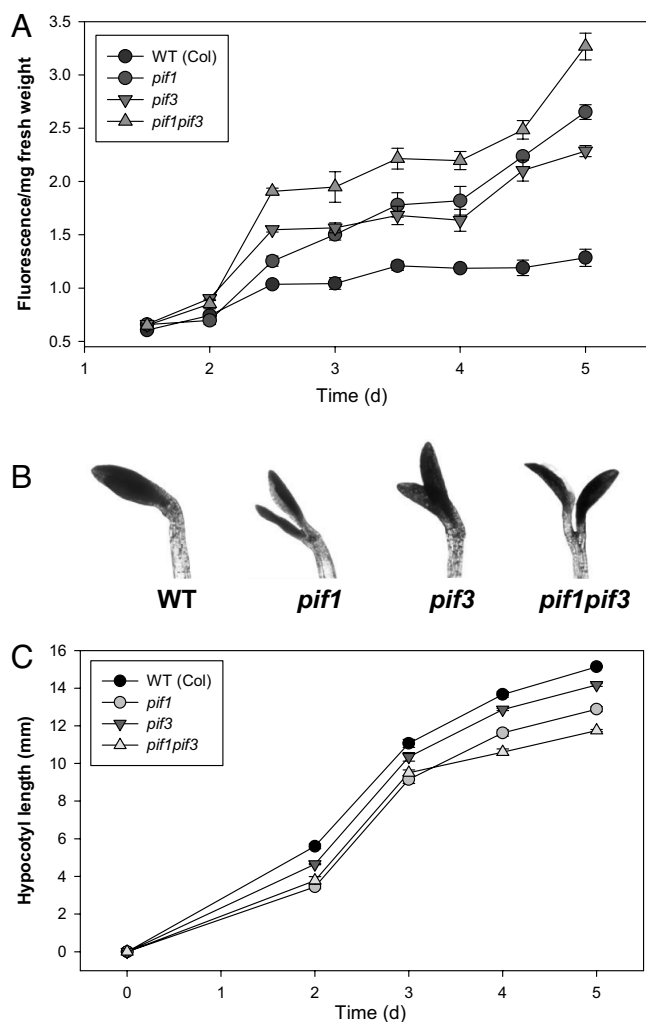 A
WT (Col)
pif1
pif3
pif1pif3
Fluorescence/mg fresh weight
3.5
3.0
2.5
2.0
1.5
1.0
0.5
1 2 3 4 5
Time (d)
B
WT pif1 pif3 pif1pif3
C
WT (Col)
pif1
pif3
pif1pif3
Hypocotyl length (mm)
16
14
12
10
8
6
4
2
0
0 1 2 3 4 5
Time (d)